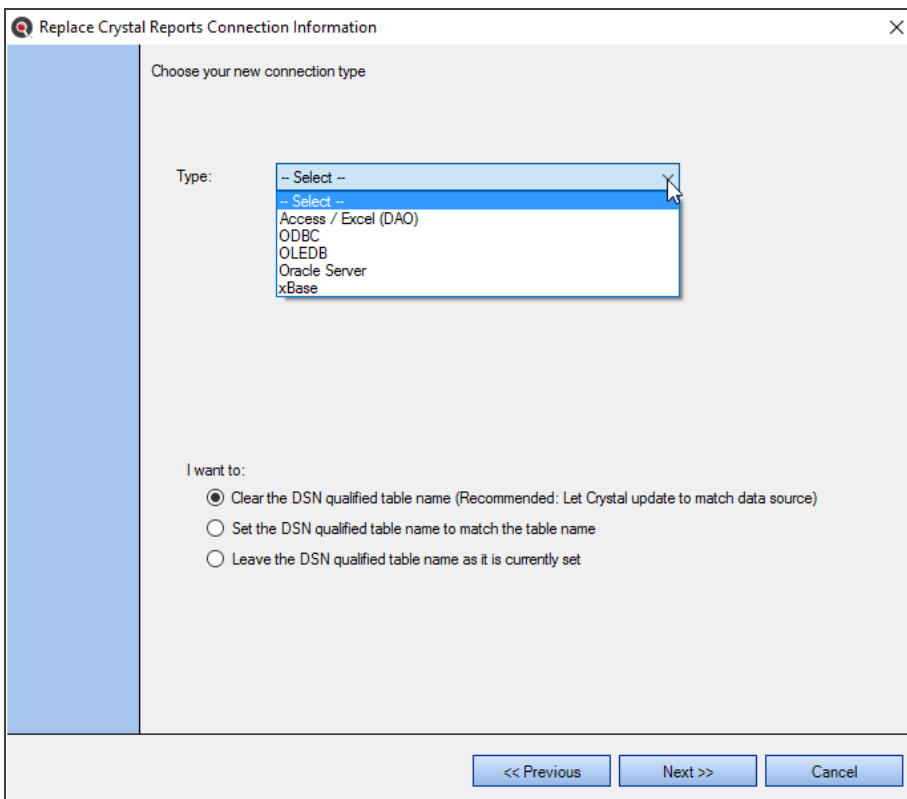 Replace Crystal Reports Connection Information
Choose your new connection type
Type:
-- Select --
-- Select --
Access / Excel (DAO)
ODBC
OLEDB
Oracle Server
xBase
I want to:
Clear the DSN qualified table name (Recommended: Let Crystal update to match data source)
Set the DSN qualified table name to match the table name
Leave the DSN qualified table name as it is currently set
<< Previous
Next >>
Cancel